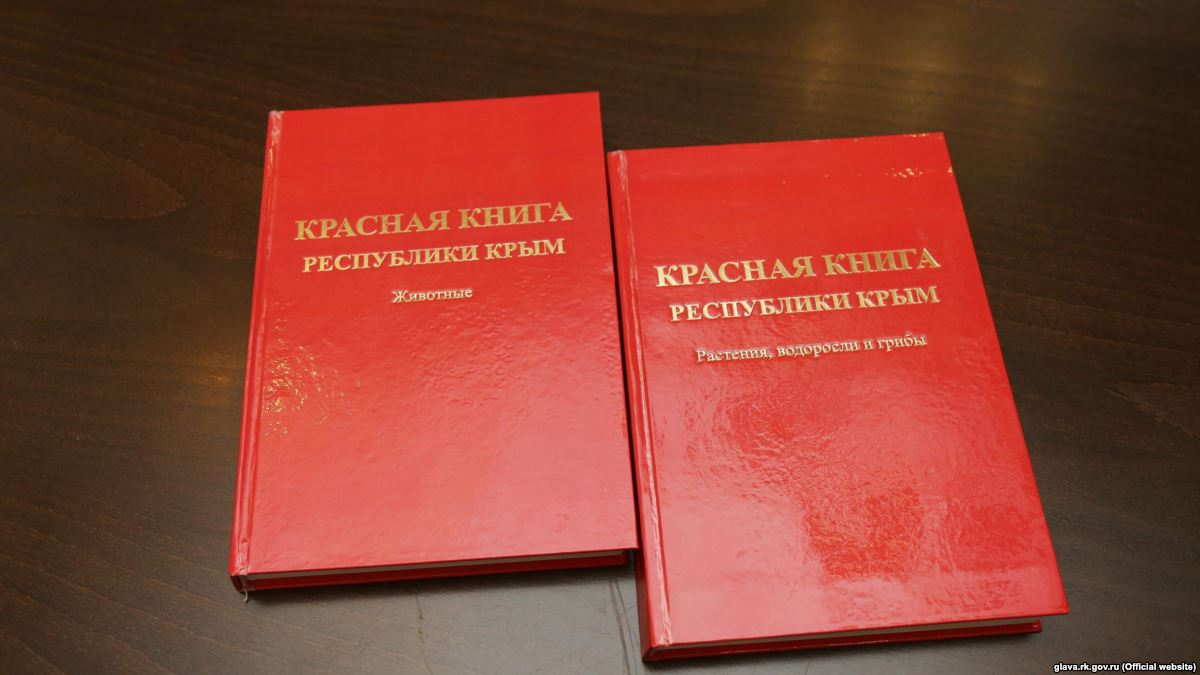 КРАСНАЯ КНИГА
РЕСПУБЛИКИ КРЫМ
Животные
КРАСНАЯ КНИГА
РЕСПУБЛИКИ КРЫМ
Растения, водоросли и грибы
glava.rk.gov.ru (Official website)